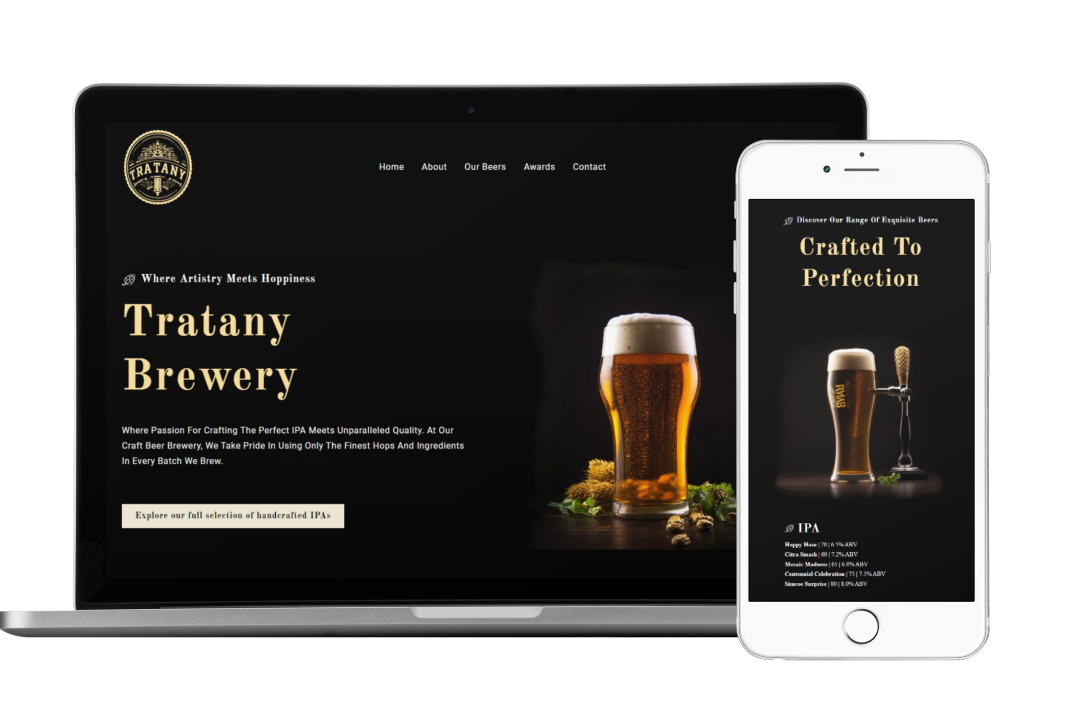 TRATANY
Home About Our Beers Awards Contact
Where Artistry Meets Hoppiness
Tratany
Brewery
Where Passion For Crafting The Perfect IPA Meets Unparalleled Quality. At Our
Craft Beer Brewery, We Take Pride In Using Only The Finest Hops And Ingredients
In Every Batch We Brew.
Explore our full selection of handcrafted IPAs
Discover Our Range Of Exquisite Beers
Crafted To
Perfection
IPA
Hoppy Haze | 70 | 6.5% ABV
Citra Smash | 60 | 7.2% ABV
Mosaic Madness | 65 | 6.8% ABV
Centennial Celebration | 75 | 7.5% ABV
Simcoe Surprise | 80 | 8.0% ABV